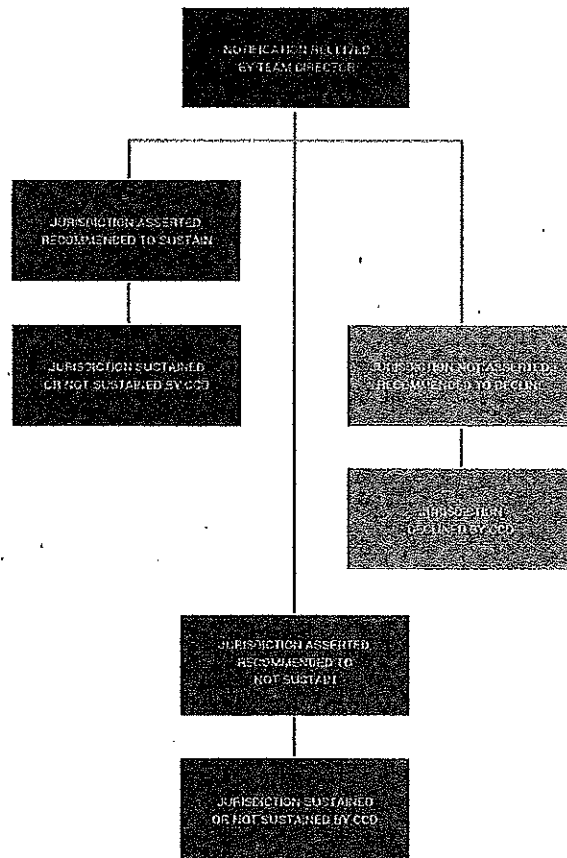 NOTIFICATION RECEIVED
BY TEAM DIRECTOR
JURISDICTION ASSERTED
RECOMMENDED TO SUSTAIN
JURISDICTION SUSTAINED
OR NOT SUSTAINED BY CCD
JURISDICTION NOT ASSERTED
RECOMMENDED TO DECLINE
JURISDICTION
DECLINED BY CCD
JURISDICTION ASSERTED
RECOMMENDED TO
NOT SUSTAIN
JURISDICTION SUSTAINED
OR NOT SUSTAINED BY CCD